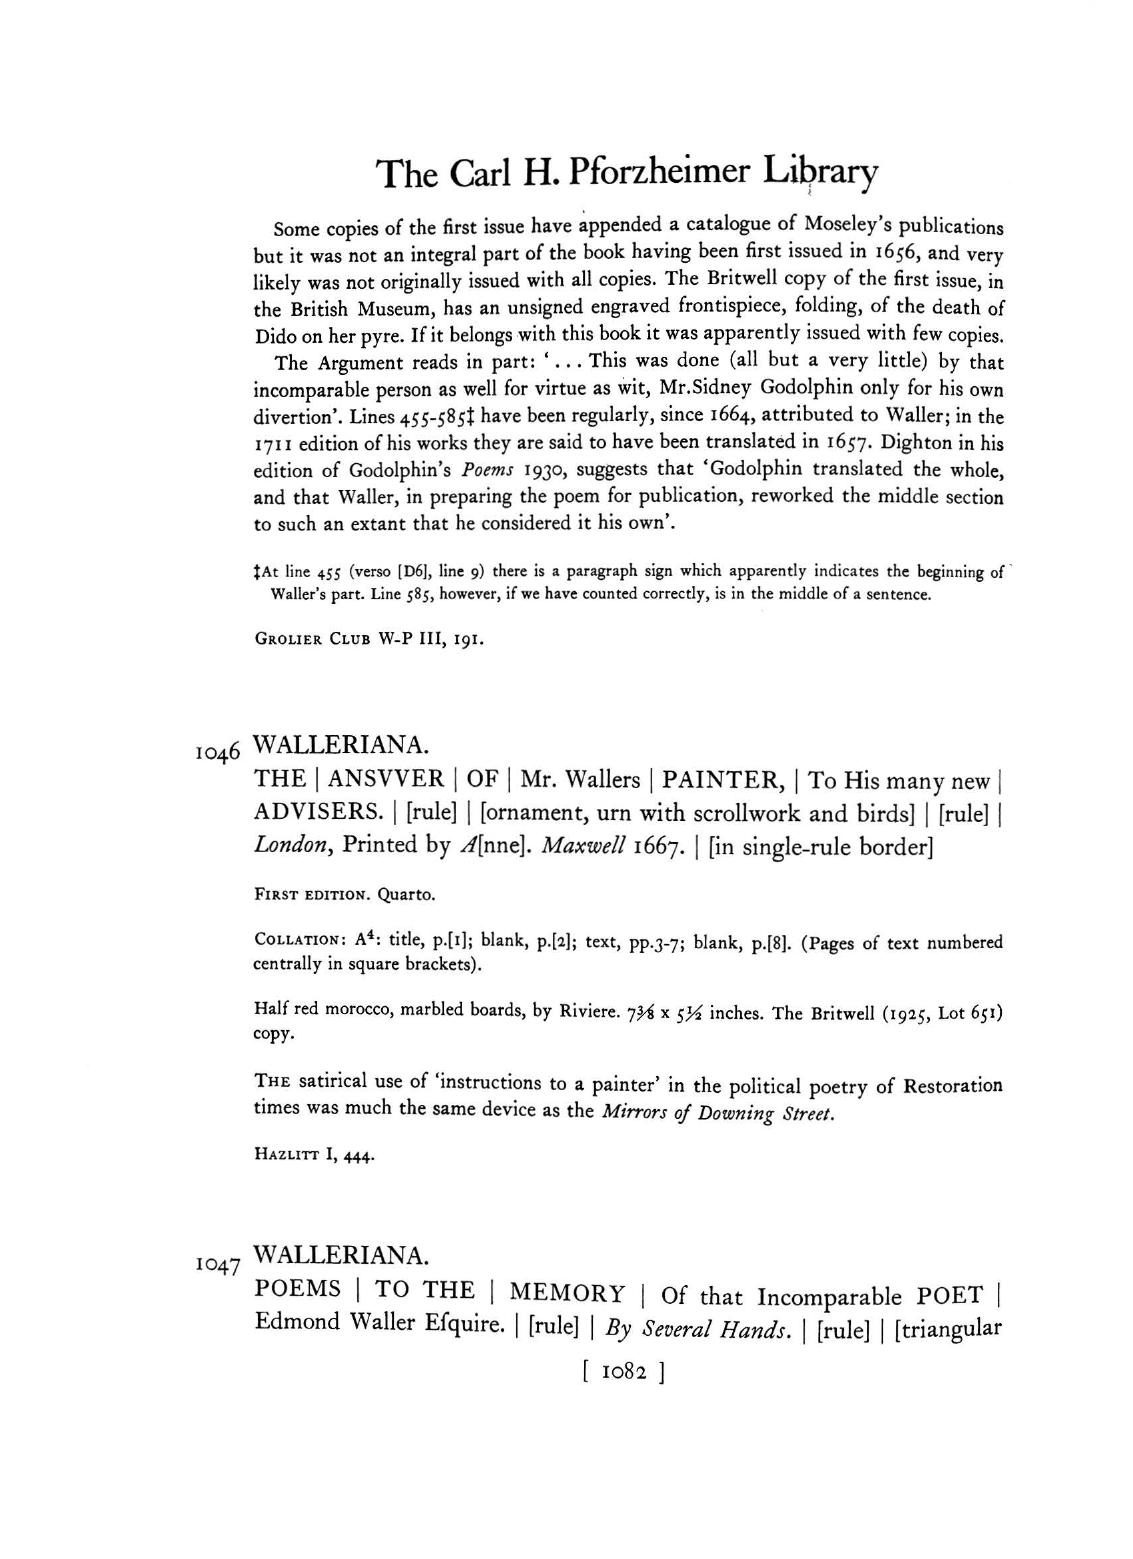 The Carl H. Pforzheimer Library
Some copies of the first issue have appended a catalogue of Moseley's publications
but it was not an integral part of the book having been first issued in 1656, and very
likely was not originally issued with all copies. The Britwell copy of the first issue, in
the British Museum, has an unsigned engraved frontispiece, folding, of the death of
Dido on her pyre. If it belongs with this book it was apparently issued with few copies.
The Argument reads in part: '... This was done (all but a very little) by that
incomparable person as well for virtue as wit, Mr.Sidney Godolphin only for his own
divertion'. Lines 455-585‡ have been regularly, since 1664, attributed to Waller; in the
1711 edition of his works they are said to have been translated in 1657. Dighton in his
edition of Godolphin's Poems 1930, suggests that 'Godolphin translated the whole,
and that Waller, in preparing the poem for publication, reworked the middle section
to such an extant that he considered it his own'.
‡At line 455 (verso [D6], line 9) there is a paragraph sign which apparently indicates the beginning of
Waller's part. Line 585, however, if we have counted correctly, is in the middle of a sentence.
GROLIER CLUB W-P III, 191.
1046 WALLERIANA.
THE | ANSVVER | OF | Mr. Wallers | PAINTER, | To His many new |
ADVISERS. | [rule] | [ornament, urn with scrollwork and birds] | [rule] |
London, Printed by A[nne]. Maxwell 1667. | [in single-rule border]
FIRST EDITION. Quarto.
COLLATION: A⁴: title, p.[1]; blank, p.[2]; text, pp.3-7; blank, p.[8]. (Pages of text numbered
centrally in square brackets).
Half red morocco, marbled boards, by Riviere. 7⅜ x 5½ inches. The Britwell (1925, Lot 651)
copy.
THE satirical use of 'instructions to a painter' in the political poetry of Restoration
times was much the same device as the Mirrors of Downing Street.
HAZLITT I, 444.
1047 WALLERIANA.
POEMS | TO THE | MEMORY | Of that Incomparable POET |
Edmond Waller Eſquire. | [rule] | By Several Hands. | [rule] | [triangular
[ 1082 ]